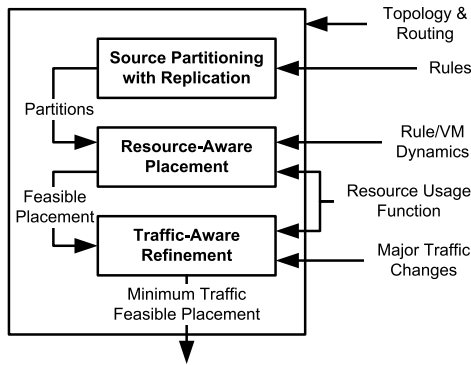 Topology &
Routing
Source Partitioning
with Replication
Rules
Partitions
Resource-Aware
Placement
Rule/VM
Dynamics
Feasible
Placement
Resource Usage
Function
Traffic-Aware
Refinement
Major Traffic
Changes
Minimum Traffic
Feasible Placement